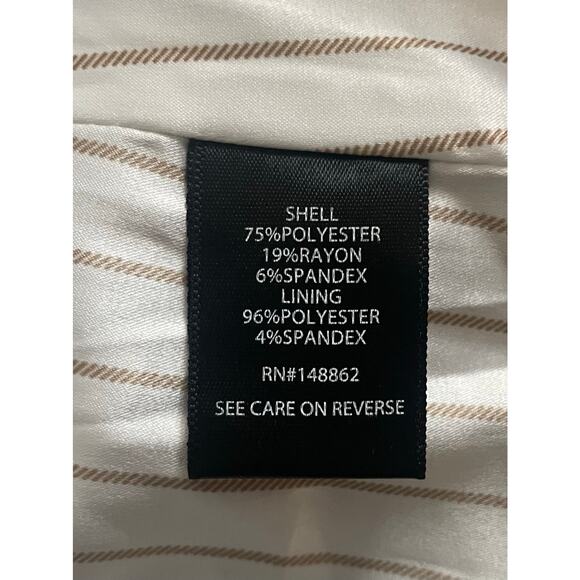 SHELL
75%POLYESTER
19%RAYON
6%SPANDEX
LINING
96%POLYESTER
4%SPANDEX
RN#148862
SEE CARE ON REVERSE